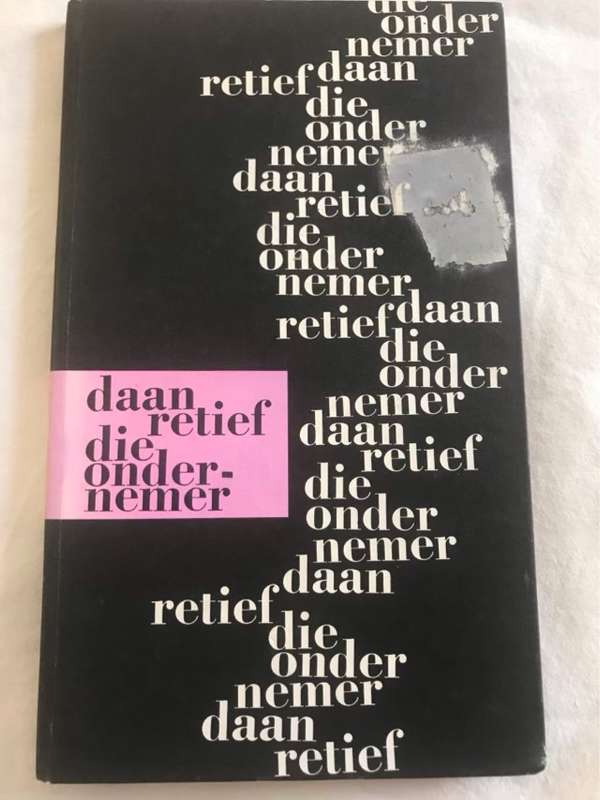 die
onder
nemer
retief daan
die
onder
nemer
daan
retief
die
onder
nemer
retief daan
die
onder
nemer
daan
retief
die
onder
nemer
daan
retief
die
onder
nemer
daan
retief
daan
retief
die
onder-
nemer